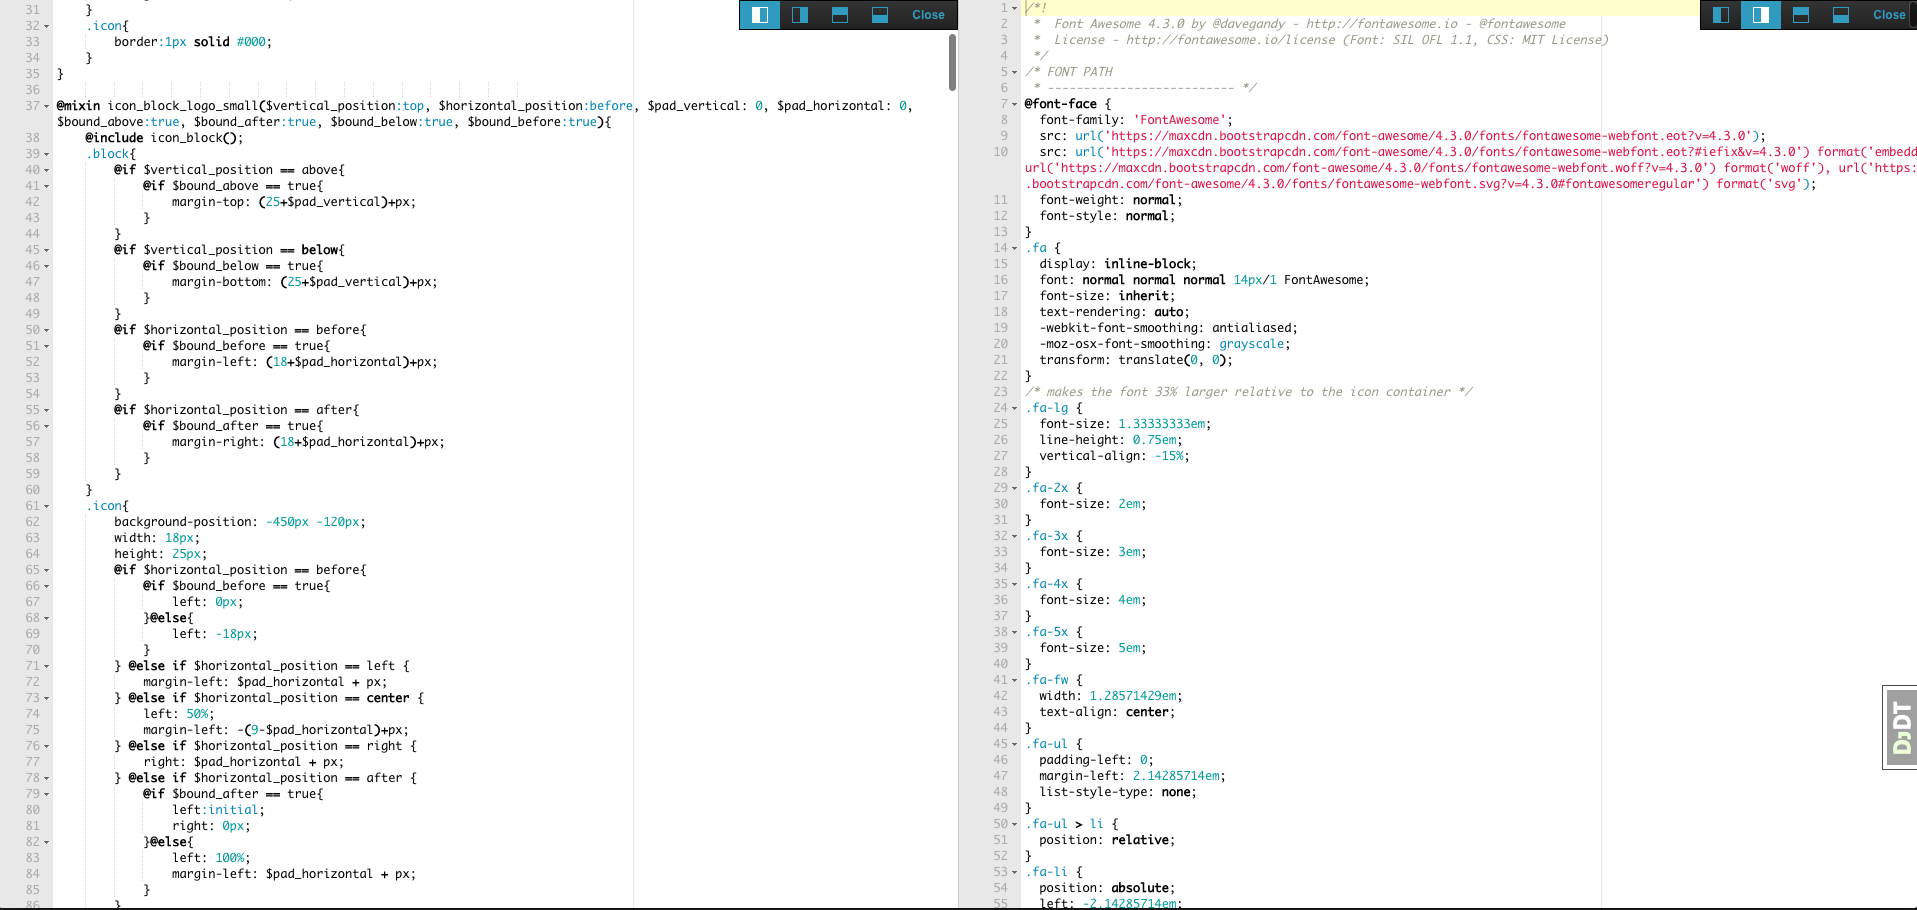 31 }
32 .icon{
33 border:1px solid #000;
34 }
35 }
36
37 @mixin icon_block_logo_small($vertical_position:top, $horizontal_position:before, $pad_vertical: 0, $pad_horizontal: 0,
$bound_above:true, $bound_after:true, $bound_below:true, $bound_before:true){
38 @include icon_block();
39 .block{
40 @if $vertical_position == above{
41 @if $bound_above == true{
42 margin-top: (25+$pad_vertical)+px;
43 }
44 }
45 @if $vertical_position == below{
46 @if $bound_below == true{
47 margin-bottom: (25+$pad_vertical)+px;
48 }
49 }
50 @if $horizontal_position == before{
51 @if $bound_before == true{
52 margin-left: (18+$pad_horizontal)+px;
53 }
54 }
55 @if $horizontal_position == after{
56 @if $bound_after == true{
57 margin-right: (18+$pad_horizontal)+px;
58 }
59 }
60 }
61 .icon{
62 background-position: -450px -120px;
63 width: 18px;
64 height: 25px;
65 @if $horizontal_position == before{
66 @if $bound_before == true{
67 left: 0px;
68 }@else{
69 left: -18px;
70 }
71 } @else if $horizontal_position == left {
72 margin-left: $pad_horizontal + px;
73 } @else if $horizontal_position == center {
74 left: 50%;
75 margin-left: -(9-$pad_horizontal)+px;
76 } @else if $horizontal_position == right {
77 right: $pad_horizontal + px;
78 } @else if $horizontal_position == after {
79 @if $bound_after == true{
80 left:initial;
81 right: 0px;
82 }@else{
83 left: 100%;
84 margin-left: $pad_horizontal + px;
85 }
86 }
Close
1 /*!
2 * Font Awesome 4.3.0 by @davegandy - http://fontawesome.io - @fontawesome
3 * License - http://fontawesome.io/license (Font: SIL OFL 1.1, CSS: MIT License)
4 */
5 /* FONT PATH
6 * -------------------------- */
7 @font-face {
8 font-family: 'FontAwesome';
9 src: url('https://maxcdn.bootstrapcdn.com/font-awesome/4.3.0/fonts/fontawesome-webfont.eot?v=4.3.0');
10 src: url('https://maxcdn.bootstrapcdn.com/font-awesome/4.3.0/fonts/fontawesome-webfont.eot?#iefix&v=4.3.0') format('embedd
url('https://maxcdn.bootstrapcdn.com/font-awesome/4.3.0/fonts/fontawesome-webfont.woff?v=4.3.0') format('woff'), url('https:
.bootstrapcdn.com/font-awesome/4.3.0/fonts/fontawesome-webfont.svg?v=4.3.0#fontawesomeregular') format('svg');
11 font-weight: normal;
12 font-style: normal;
13 }
14 .fa {
15 display: inline-block;
16 font: normal normal normal 14px/1 FontAwesome;
17 font-size: inherit;
18 text-rendering: auto;
19 -webkit-font-smoothing: antialiased;
20 -moz-osx-font-smoothing: grayscale;
21 transform: translate(0, 0);
22 }
23 /* makes the font 33% larger relative to the icon container */
24 .fa-lg {
25 font-size: 1.33333333em;
26 line-height: 0.75em;
27 vertical-align: -15%;
28 }
29 .fa-2x {
30 font-size: 2em;
31 }
32 .fa-3x {
33 font-size: 3em;
34 }
35 .fa-4x {
36 font-size: 4em;
37 }
38 .fa-5x {
39 font-size: 5em;
40 }
41 .fa-fw {
42 width: 1.28571429em;
43 text-align: center;
44 }
45 .fa-ul {
46 padding-left: 0;
47 margin-left: 2.14285714em;
48 list-style-type: none;
49 }
50 .fa-ul > li {
51 position: relative;
52 }
53 .fa-li {
54 position: absolute;
55 left: -2.14285714em;
Close
DJDT